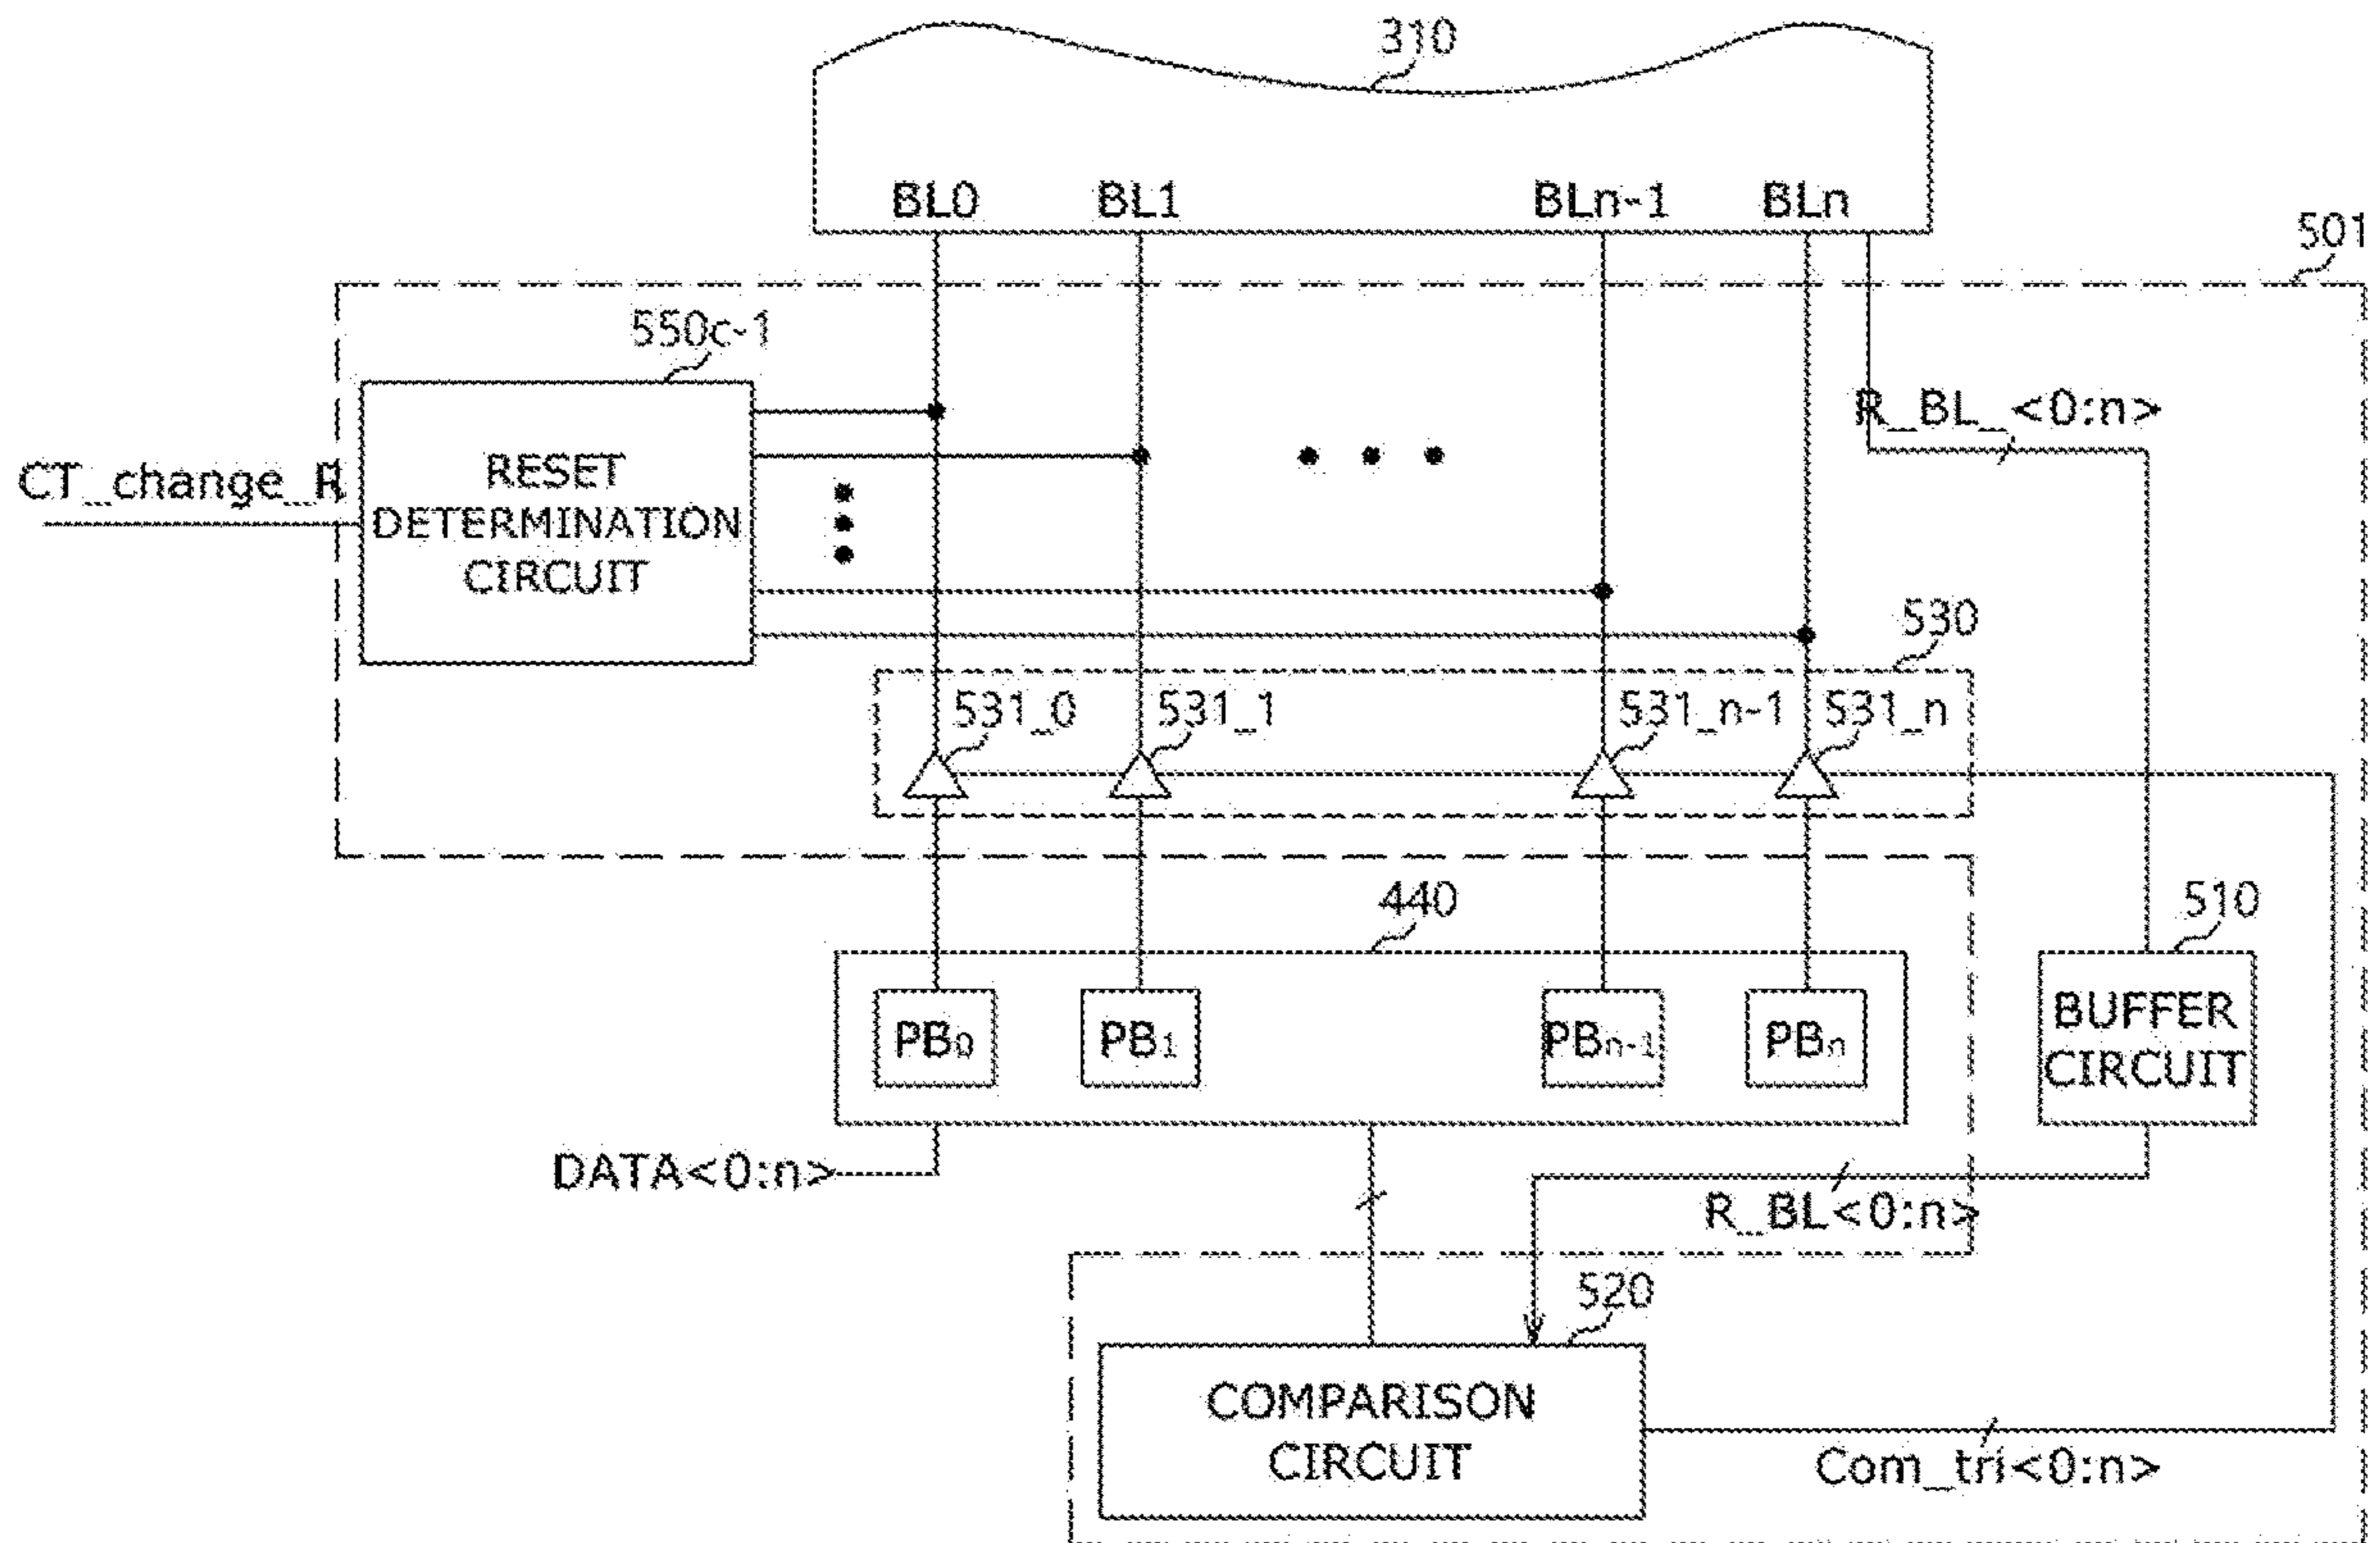 310
BL0 BL1 BLn-1 BLn
501
550c-1
R_BL_<0:n>
CT_change_R
RESET
DETERMINATION
CIRCUIT
530
531_0 531_1 531_n-1 531_n
440
510
PB0 PB1 PBn-1 PBn
BUFFER
CIRCUIT
DATA<0:n>
R_BL<0:n>
520
COMPARISON
CIRCUIT
Com_tri<0:n>